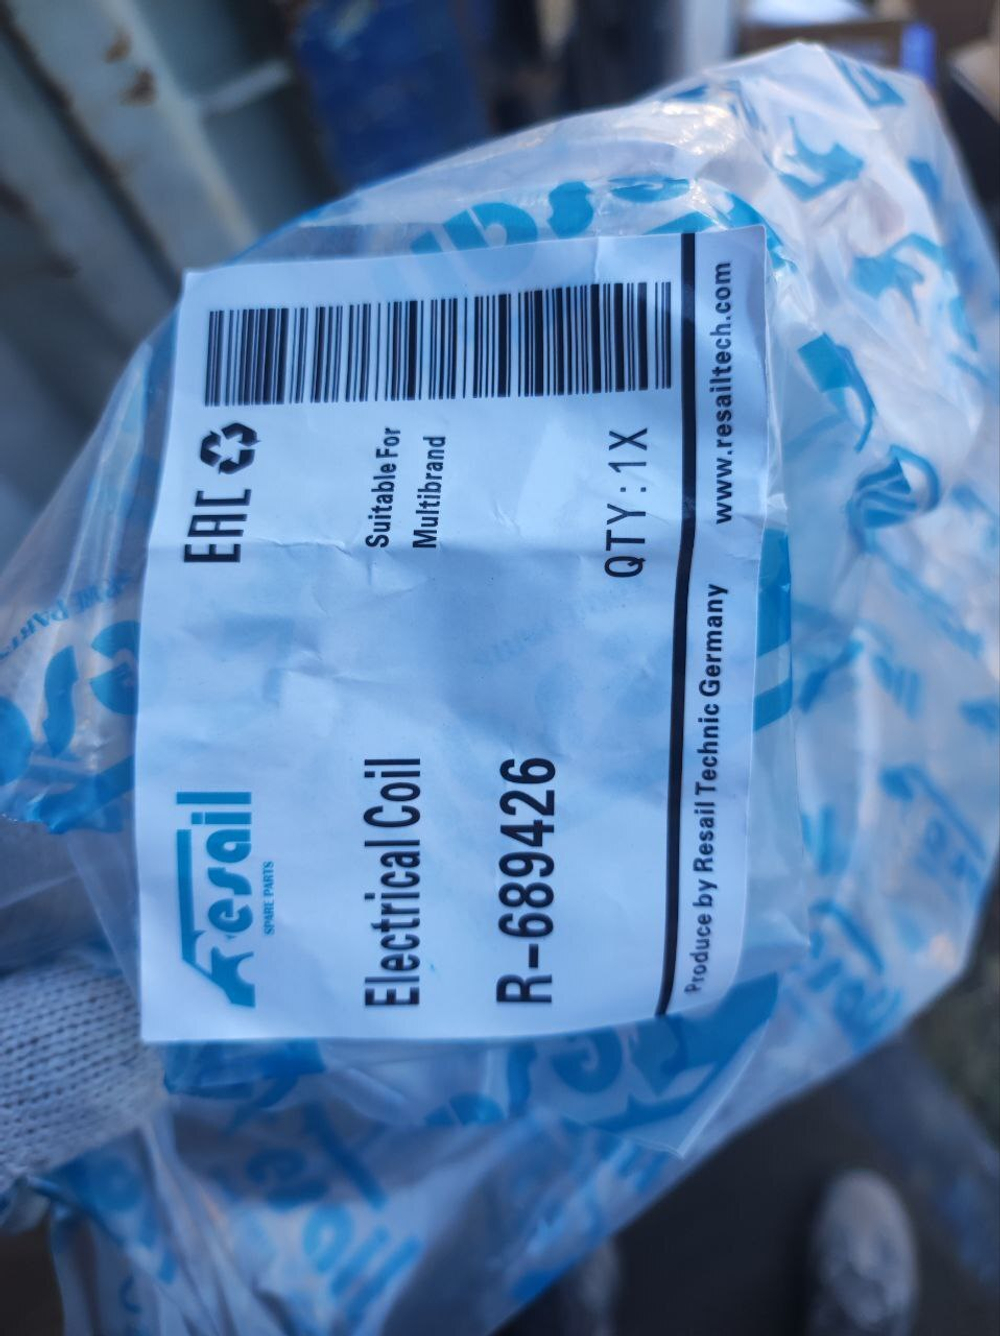 Resail
SPARE PARTS
EAC
Electrical Coil
Suitable For
Multibrand
R-689426
QTY:1X
Produce by Resail Technic Germany
www.resailtech.com